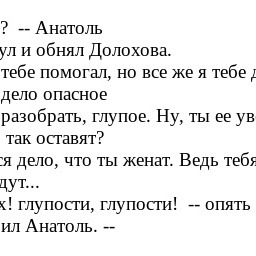 ?  -- Анатоль
ул и обнял Долохова.
тебе помогал, но все же я тебе
дело опасное
разобрать, глупое. Ну, ты ее ув
так оставят?
ся дело, что ты женат. Ведь тебя
дут...
х! глупости, глупости!  -- опять
ил Анатоль. --